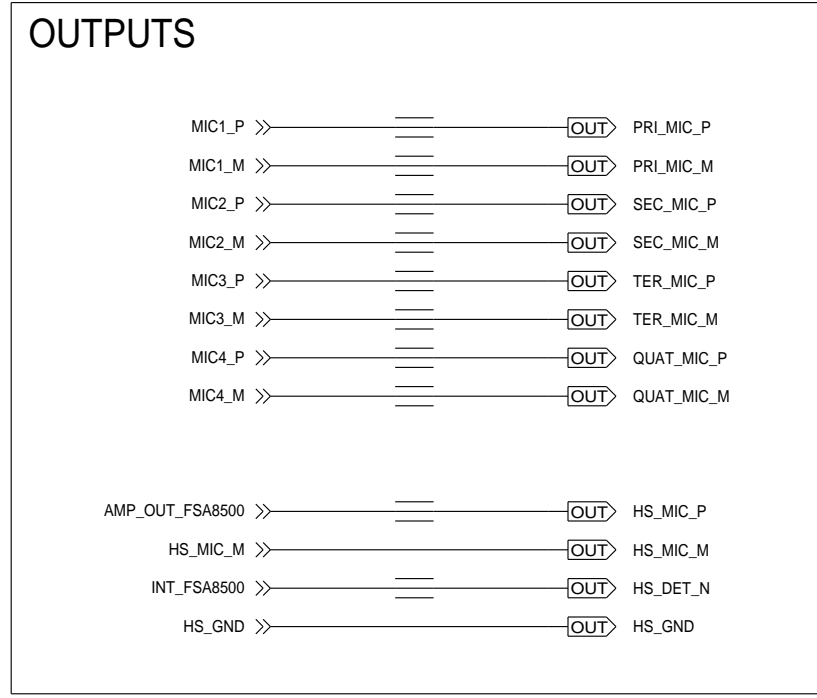 OUTPUTS
MIC1_P OUT PRI_MIC_P
MIC1_M OUT PRI_MIC_M
MIC2_P OUT SEC_MIC_P
MIC2_M OUT SEC_MIC_M
MIC3_P OUT TER_MIC_P
MIC3_M OUT TER_MIC_M
MIC4_P OUT QUAT_MIC_P
MIC4_M OUT QUAT_MIC_M
AMP_OUT_FSA8500 OUT HS_MIC_P
HS_MIC_M OUT HS_MIC_M
INT_FSA8500 OUT HS_DET_N
HS_GND OUT HS_GND